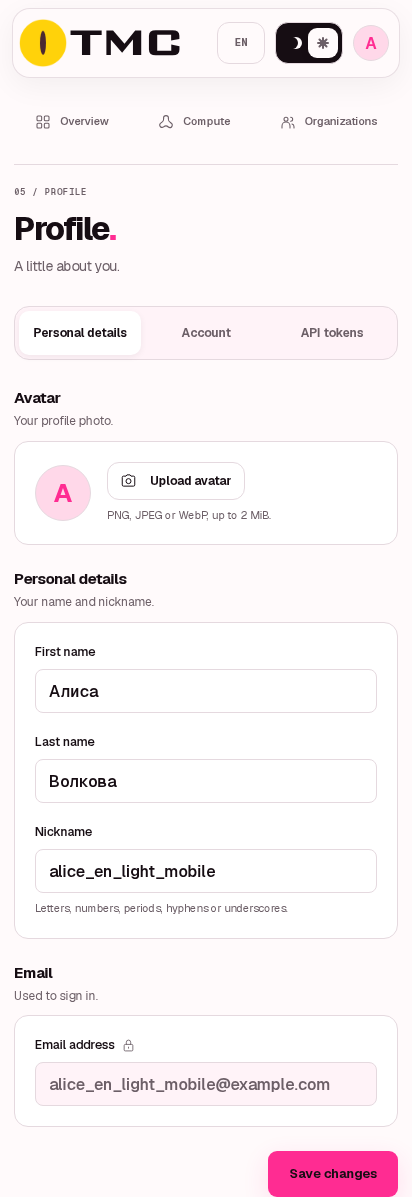 TMC
EN
A
Overview
Compute
Organizations
05 / PROFILE
Profile.
A little about you.
Personal details
Account
API tokens
Avatar
Your profile photo.
A
Upload avatar
PNG, JPEG or WebP, up to 2 MiB.
Personal details
Your name and nickname.
First name
Алиса
Last name
Волкова
Nickname
alice_en_light_mobile
Letters, numbers, periods, hyphens or underscores.
Email
Used to sign in.
Email address
alice_en_light_mobile@example.com
Save changes